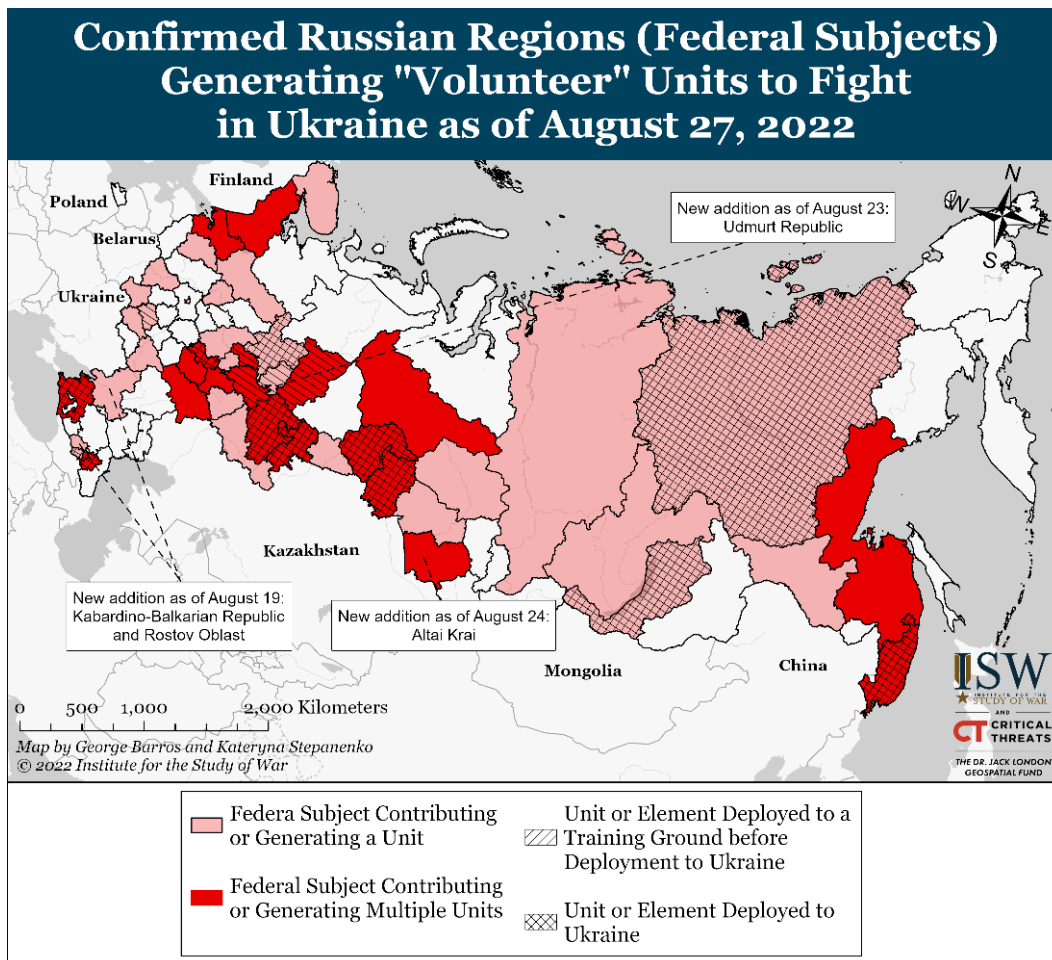 Confirmed Russian Regions (Federal Subjects)
Generating "Volunteer" Units to Fight
in Ukraine as of August 27, 2022
Finland
Poland
Belarus
Ukraine
New addition as of August 23:
Udmurt Republic
N
W
E
S
Kazakhstan
New addition as of August 19:
Kabardino-Balkarian Republic
and Rostov Oblast
New addition as of August 24:
Altai Krai
Mongolia
China
0 500 1,000 2,000 Kilometers
Map by George Barros and Kateryna Stepanenko
© 2022 Institute for the Study of War
ISW
INSTITUTE FOR THE
STUDY OF WAR
AND
CT CRITICAL
THREATS
THE DR. JACK LONDON
GEOSPATIAL FUND
Federa Subject Contributing
or Generating a Unit
Federal Subject Contributing
or Generating Multiple Units
Unit or Element Deployed to a
Training Ground before
Deployment to Ukraine
Unit or Element Deployed to
Ukraine